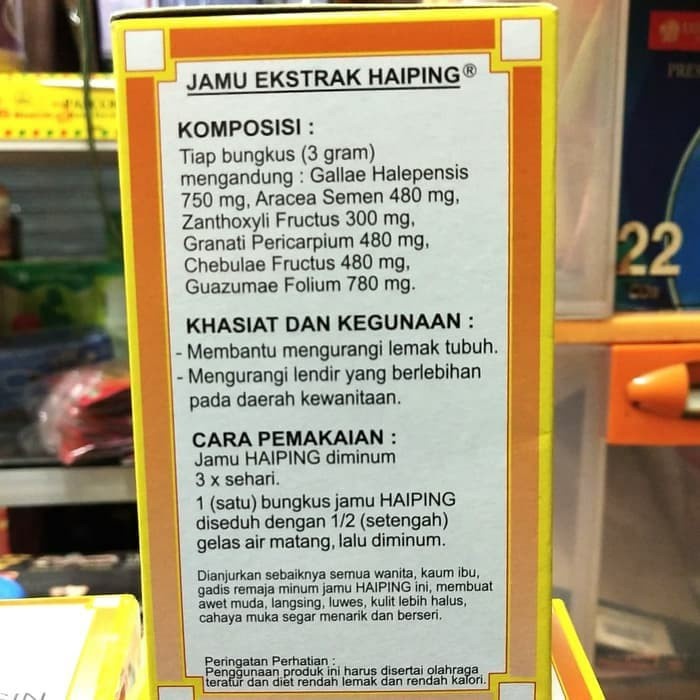 JAMU EKSTRAK HAIPING®
KOMPOSISI :
Tiap bungkus (3 gram)
mengandung : Gallae Halepensis
750 mg, Aracea Semen 480 mg,
Zanthoxyli Fructus 300 mg,
Granati Pericarpium 480 mg,
Chebulae Fructus 480 mg,
Guazumae Folium 780 mg.
KHASIAT DAN KEGUNAAN :
- Membantu mengurangi lemak tubuh.
- Mengurangi lendir yang berlebihan
pada daerah kewanitaan.
CARA PEMAKAIAN :
Jamu HAIPING diminum
3 x sehari.
1 (satu) bungkus jamu HAIPING
diseduh dengan 1/2 (setengah)
gelas air matang, lalu diminum.
Dianjurkan sebaiknya semua wanita, kaum ibu,
gadis remaja minum jamu HAIPING ini, membuat
awet muda, langsing, luwes, kulit lebih halus,
cahaya muka segar menarik dan berseri.
Peringatan Perhatian :
Penggunaan produk ini harus disertai olahraga
teratur dan diet rendah lemak dan rendah kalori.
22